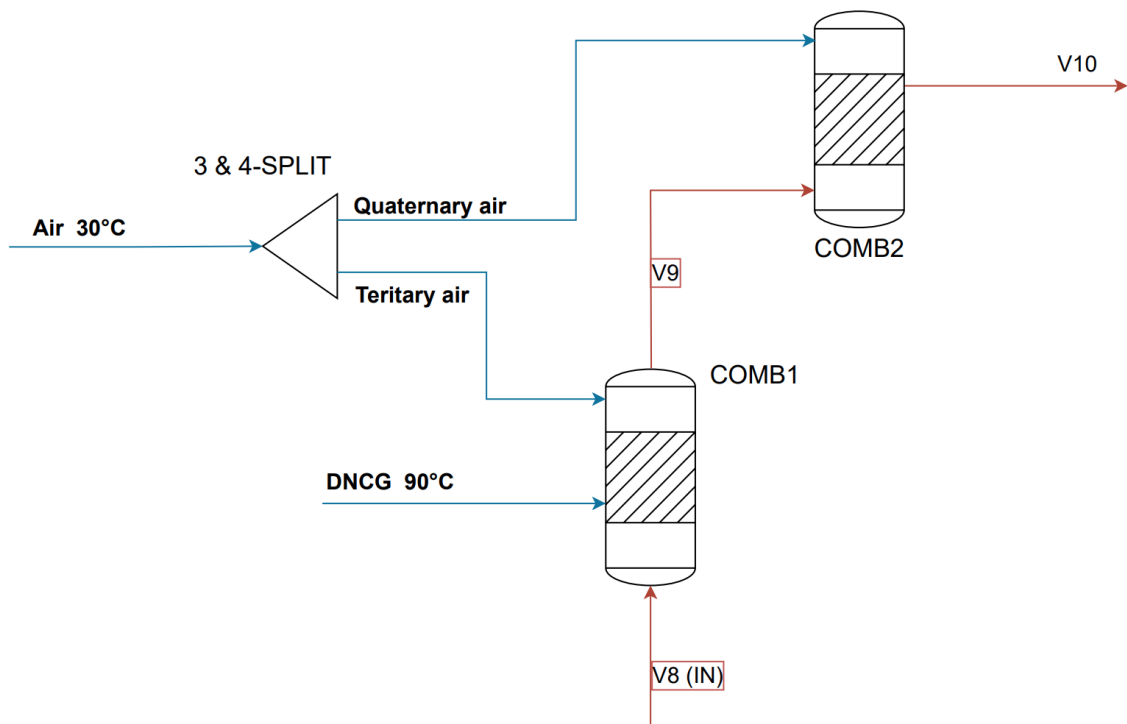 V10
3 & 4-SPLIT
Quaternary air
Air  30°C
COMB2
V9
Teritary air
COMB1
DNCG  90°C
V8 (IN)